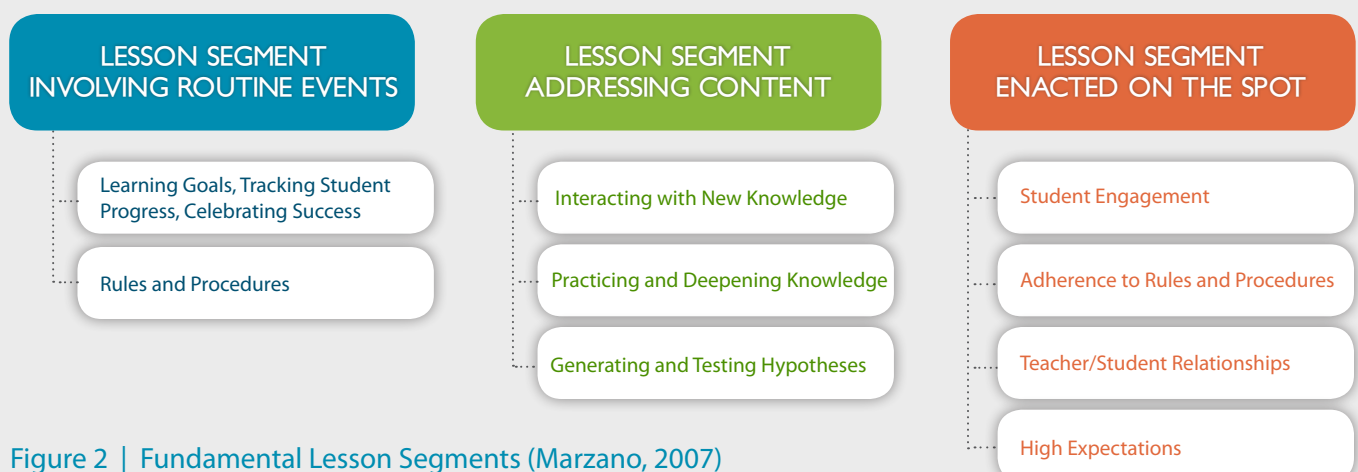 LESSON SEGMENT
INVOLVING ROUTINE EVENTS
Learning Goals, Tracking Student
Progress, Celebrating Success
Rules and Procedures
LESSON SEGMENT
ADDRESSING CONTENT
Interacting with New Knowledge
Practicing and Deepening Knowledge
Generating and Testing Hypotheses
LESSON SEGMENT
ENACTED ON THE SPOT
Student Engagement
Adherence to Rules and Procedures
Teacher/Student Relationships
High Expectations
Figure 2 | Fundamental Lesson Segments (Marzano, 2007)